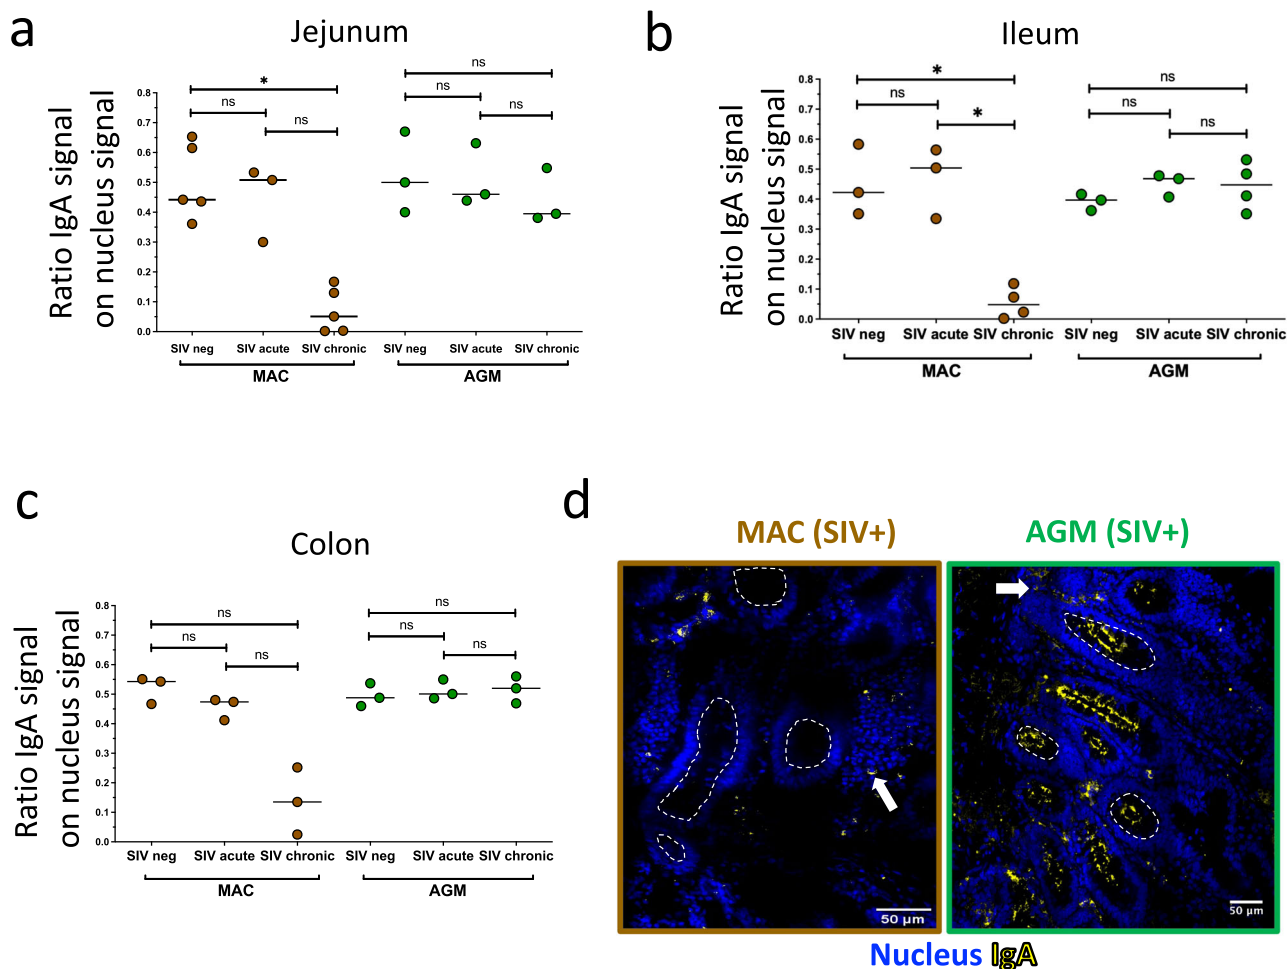 a
Jejunum
Ratio IgA signal
on nucleus signal
0.8
0.7
0.6
0.5
0.4
0.3
0.2
0.1
0.0
*
ns
ns
ns
ns
ns
SIV neg SIV acute SIV chronic SIV neg SIV acute SIV chronic
MAC AGM
b
Ileum
Ratio IgA signal
on nucleus signal
0.8
0.7
0.6
0.5
0.4
0.3
0.2
0.1
0.0
*
ns
*
ns
ns
ns
SIV neg SIV acute SIV chronic SIV neg SIV acute SIV chronic
MAC AGM
c
Colon
Ratio IgA signal
on nucleus signal
0.8
0.7
0.6
0.5
0.4
0.3
0.2
0.1
0.0
ns
ns
ns
ns
ns
ns
SIV neg SIV acute SIV chronic SIV neg SIV acute SIV chronic
MAC AGM
d
MAC (SIV+) AGM (SIV+)
50 µm 50 µm
Nucleus IgA